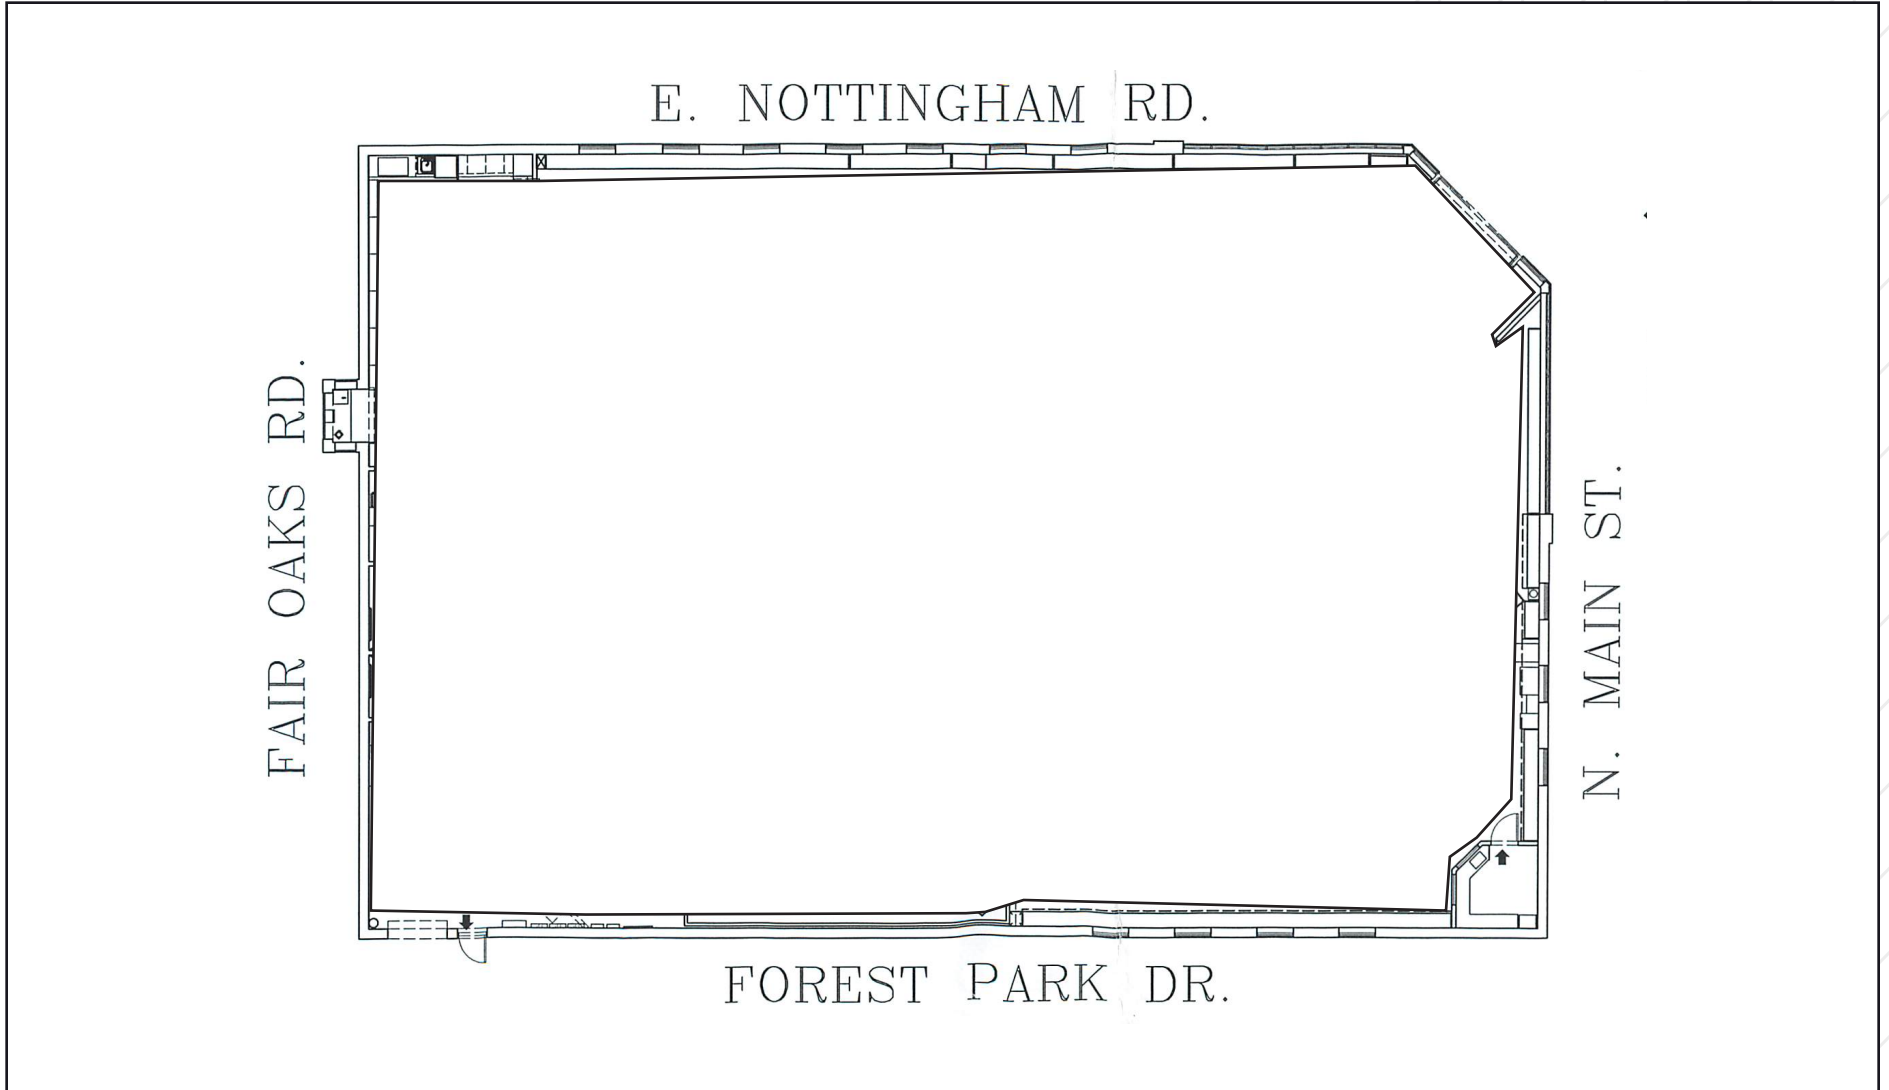 E. NOTTINGHAM RD.
FAIR OAKS RD.
N. MAIN ST.
FOREST PARK DR.